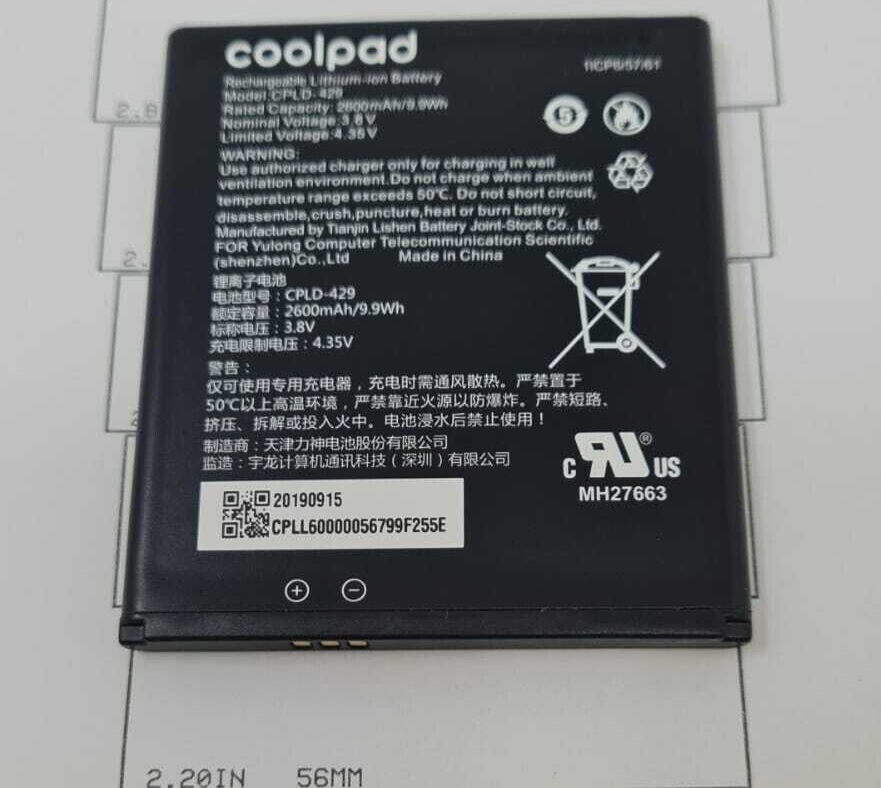 coolpad
Rechargeable Lithium-ion Battery
1ICP6/57/61
Model: CPLD-429
Rated Capacity: 2600mAh/9.9Wh
Nominal Voltage: 3.8V
Limited Voltage: 4.35V
5
WARNING:
Use authorized charger only for charging in well
ventilation environment.Do not charge when ambient
temperature range exceeds 50℃. Do not short circuit,
disassemble,crush,puncture,heat or burn battery.
Manufactured by Tianjin Lishen Battery Joint-Stock Co., Ltd.
FOR Yulong Computer Telecommunication Scientific
(shenzhen)Co.,Ltd Made in China
锂离子电池
电池型号：CPLD-429
额定容量：2600mAh/9.9Wh
标称电压：3.8V
充电限制电压：4.35V
警告：
仅可使用专用充电器，充电时需通风散热。严禁置于
50℃以上高温环境，严禁靠近火源以防爆炸。严禁短路、
挤压、拆解或投入火中。电池浸水后禁止使用！
制造商：天津力神电池股份有限公司
监造：宇龙计算机通讯科技（深圳）有限公司
C RU® US
MH27663
20190915
CPLL60000056799F255E
+ −
2.8
2.
2
2.20IN 56MM